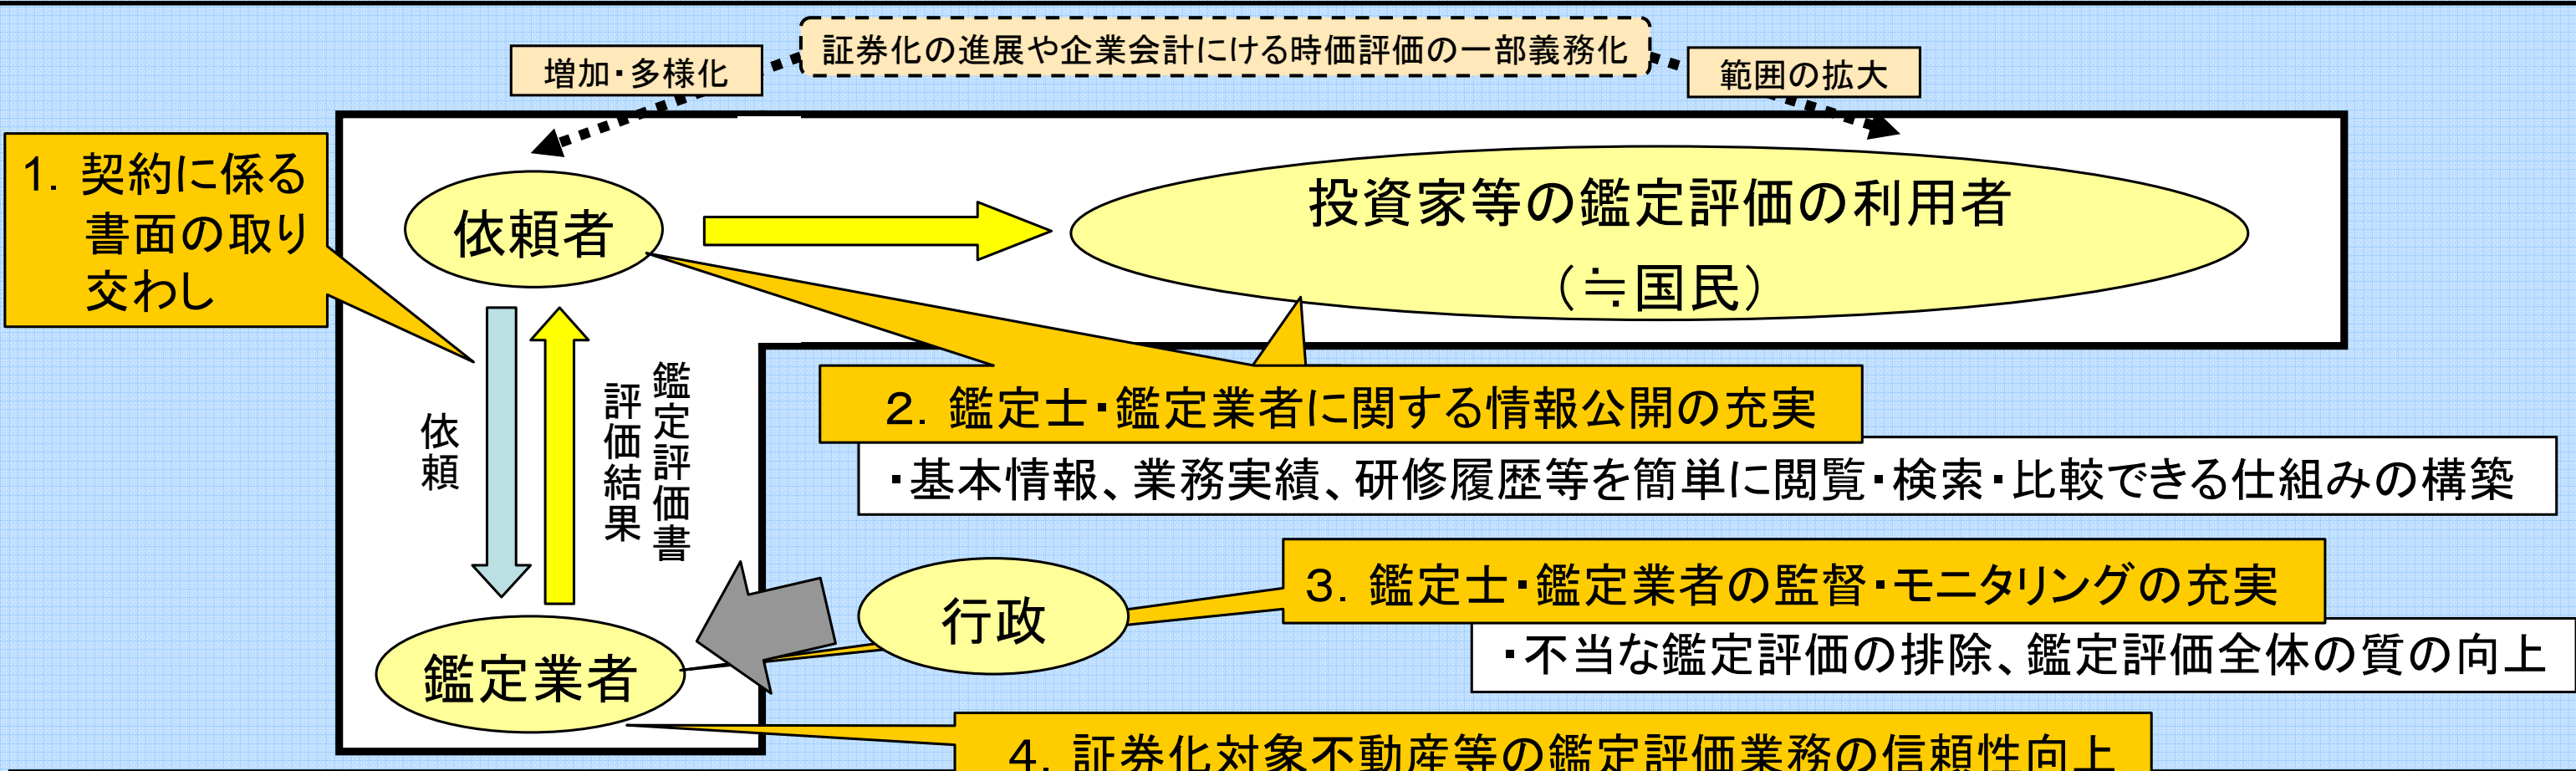 証券化の進展や企業会計にける時価評価の一部義務化
増加・多様化
範囲の拡大
1. 契約に係る
書面の取り
交わし
依頼者
投資家等の鑑定評価の利用者
（≒国民）
依頼
鑑定評価書
評価結果
2. 鑑定士・鑑定業者に関する情報公開の充実
・基本情報、業務実績、研修履歴等を簡単に閲覧・検索・比較できる仕組みの構築
行政
3. 鑑定士・鑑定業者の監督・モニタリングの充実
・不当な鑑定評価の排除、鑑定評価全体の質の向上
鑑定業者
4. 証券化対象不動産等の鑑定評価業務の信頼性向上